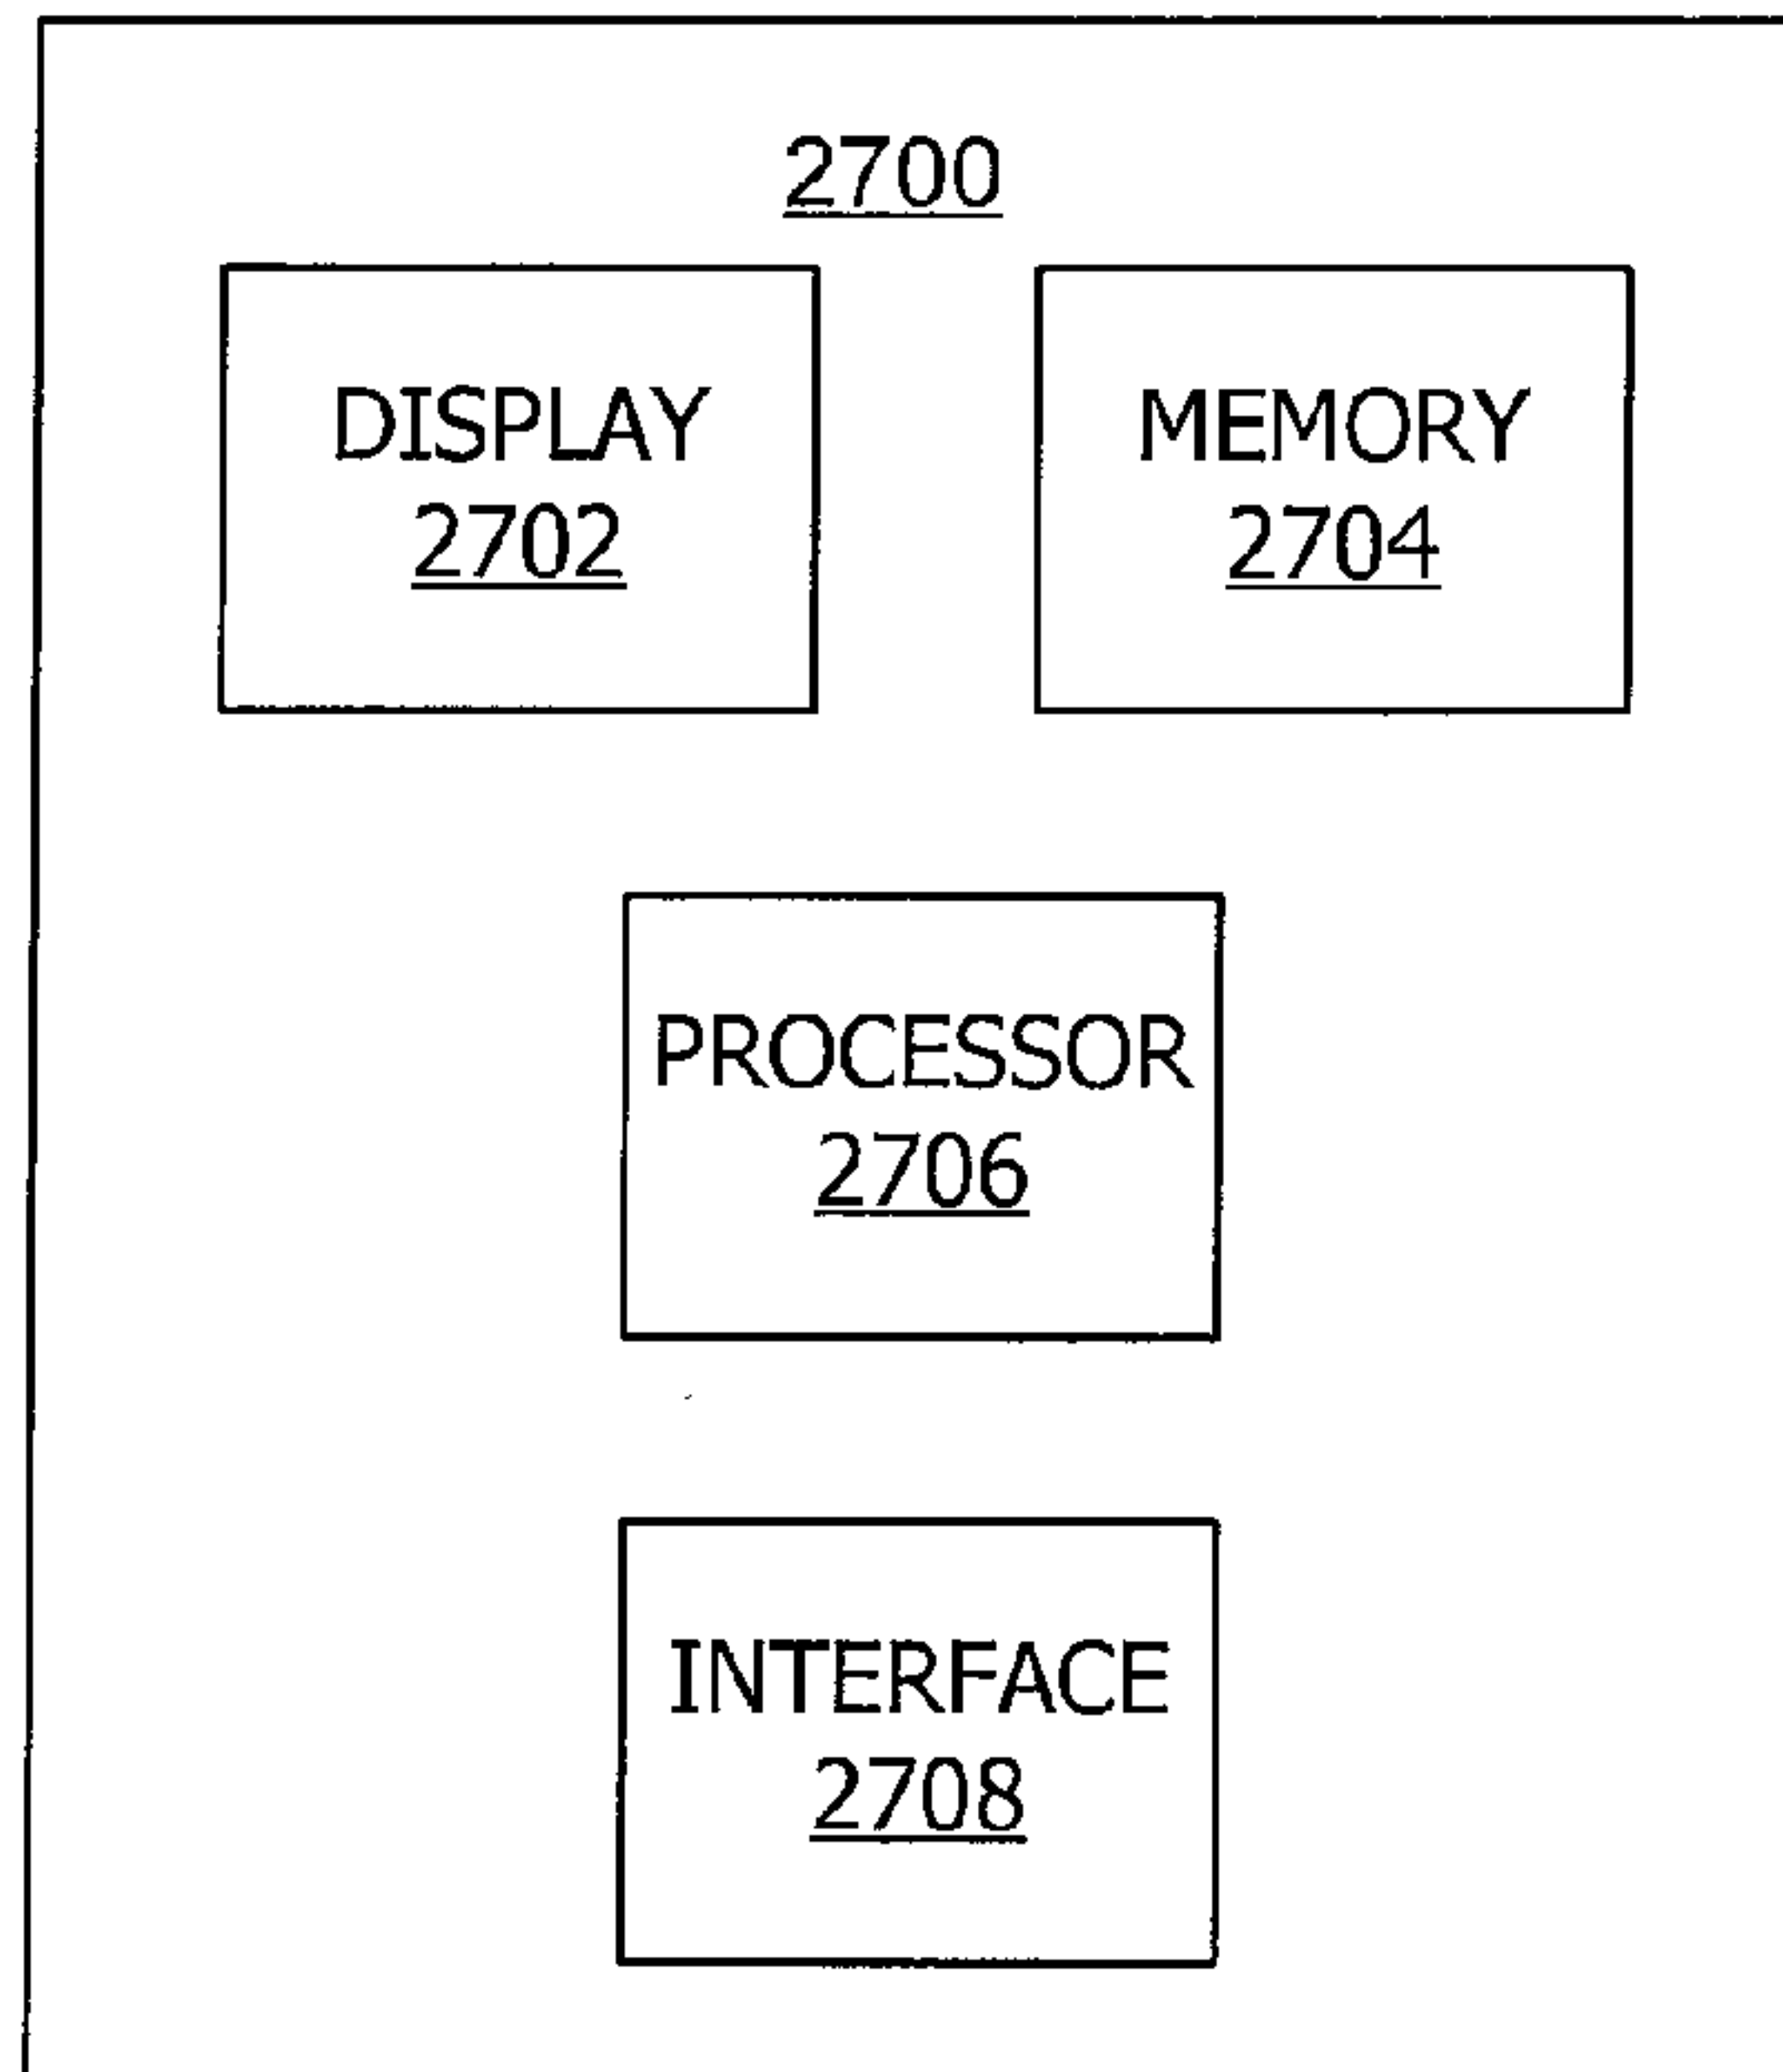 2700
DISPLAY
2702
MEMORY
2704
PROCESSOR
2706
INTERFACE
2708